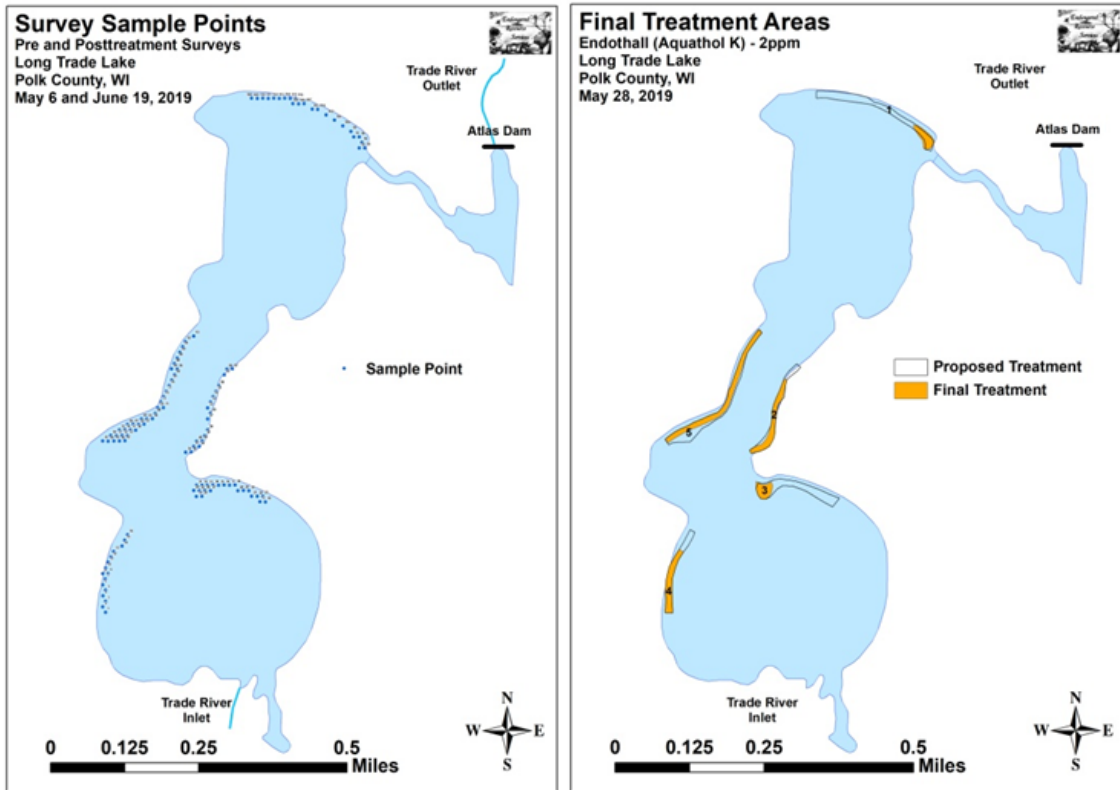 Survey Sample Points
Pre and Posttreatment Surveys
Long Trade Lake
Polk County, WI
May 6 and June 19, 2019
Trade River
Outlet
Atlas Dam
Sample Point
Trade River
Inlet
N
W E
S
0 0.125 0.25 0.5
Miles
Final Treatment Areas
Endothall (Aquathol K) - 2ppm
Long Trade Lake
Polk County, WI
May 28, 2019
Trade River
Outlet
Atlas Dam
1
Proposed Treatment
Final Treatment
2
5
3
4
Trade River
Inlet
N
W E
S
0 0.125 0.25 0.5
Miles